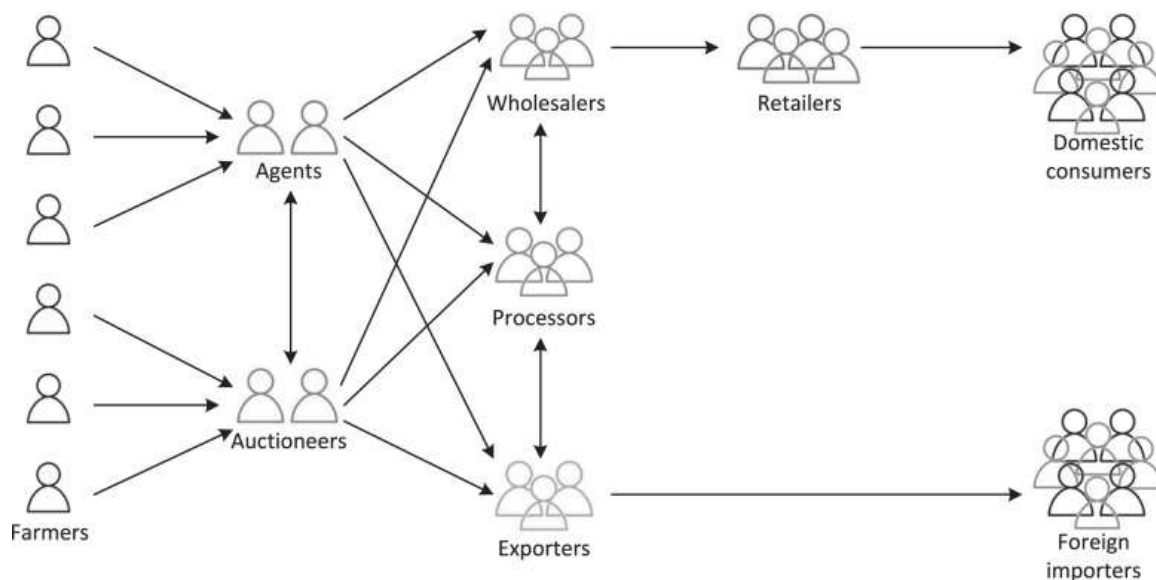 Wholesalers
Retailers
Domestic
consumers
Agents
Processors
Auctioneers
Farmers
Exporters
Foreign
importers